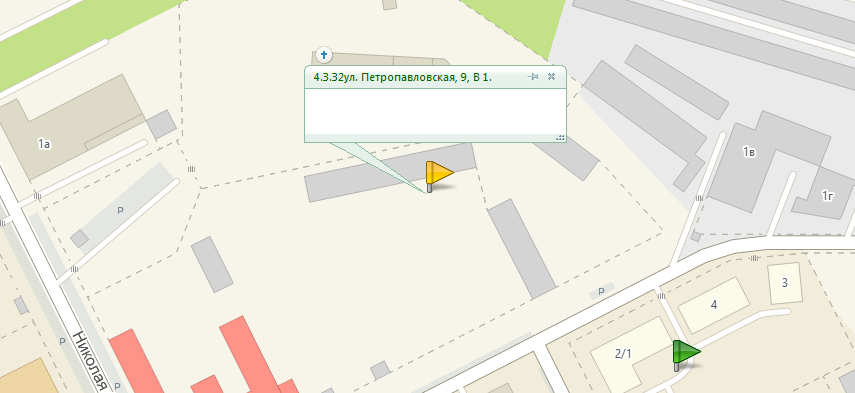 4.3.32ул. Петропавловская, 9, В 1.
1а
1в
1г
P
P
3
4
P
2/1
Николая
P